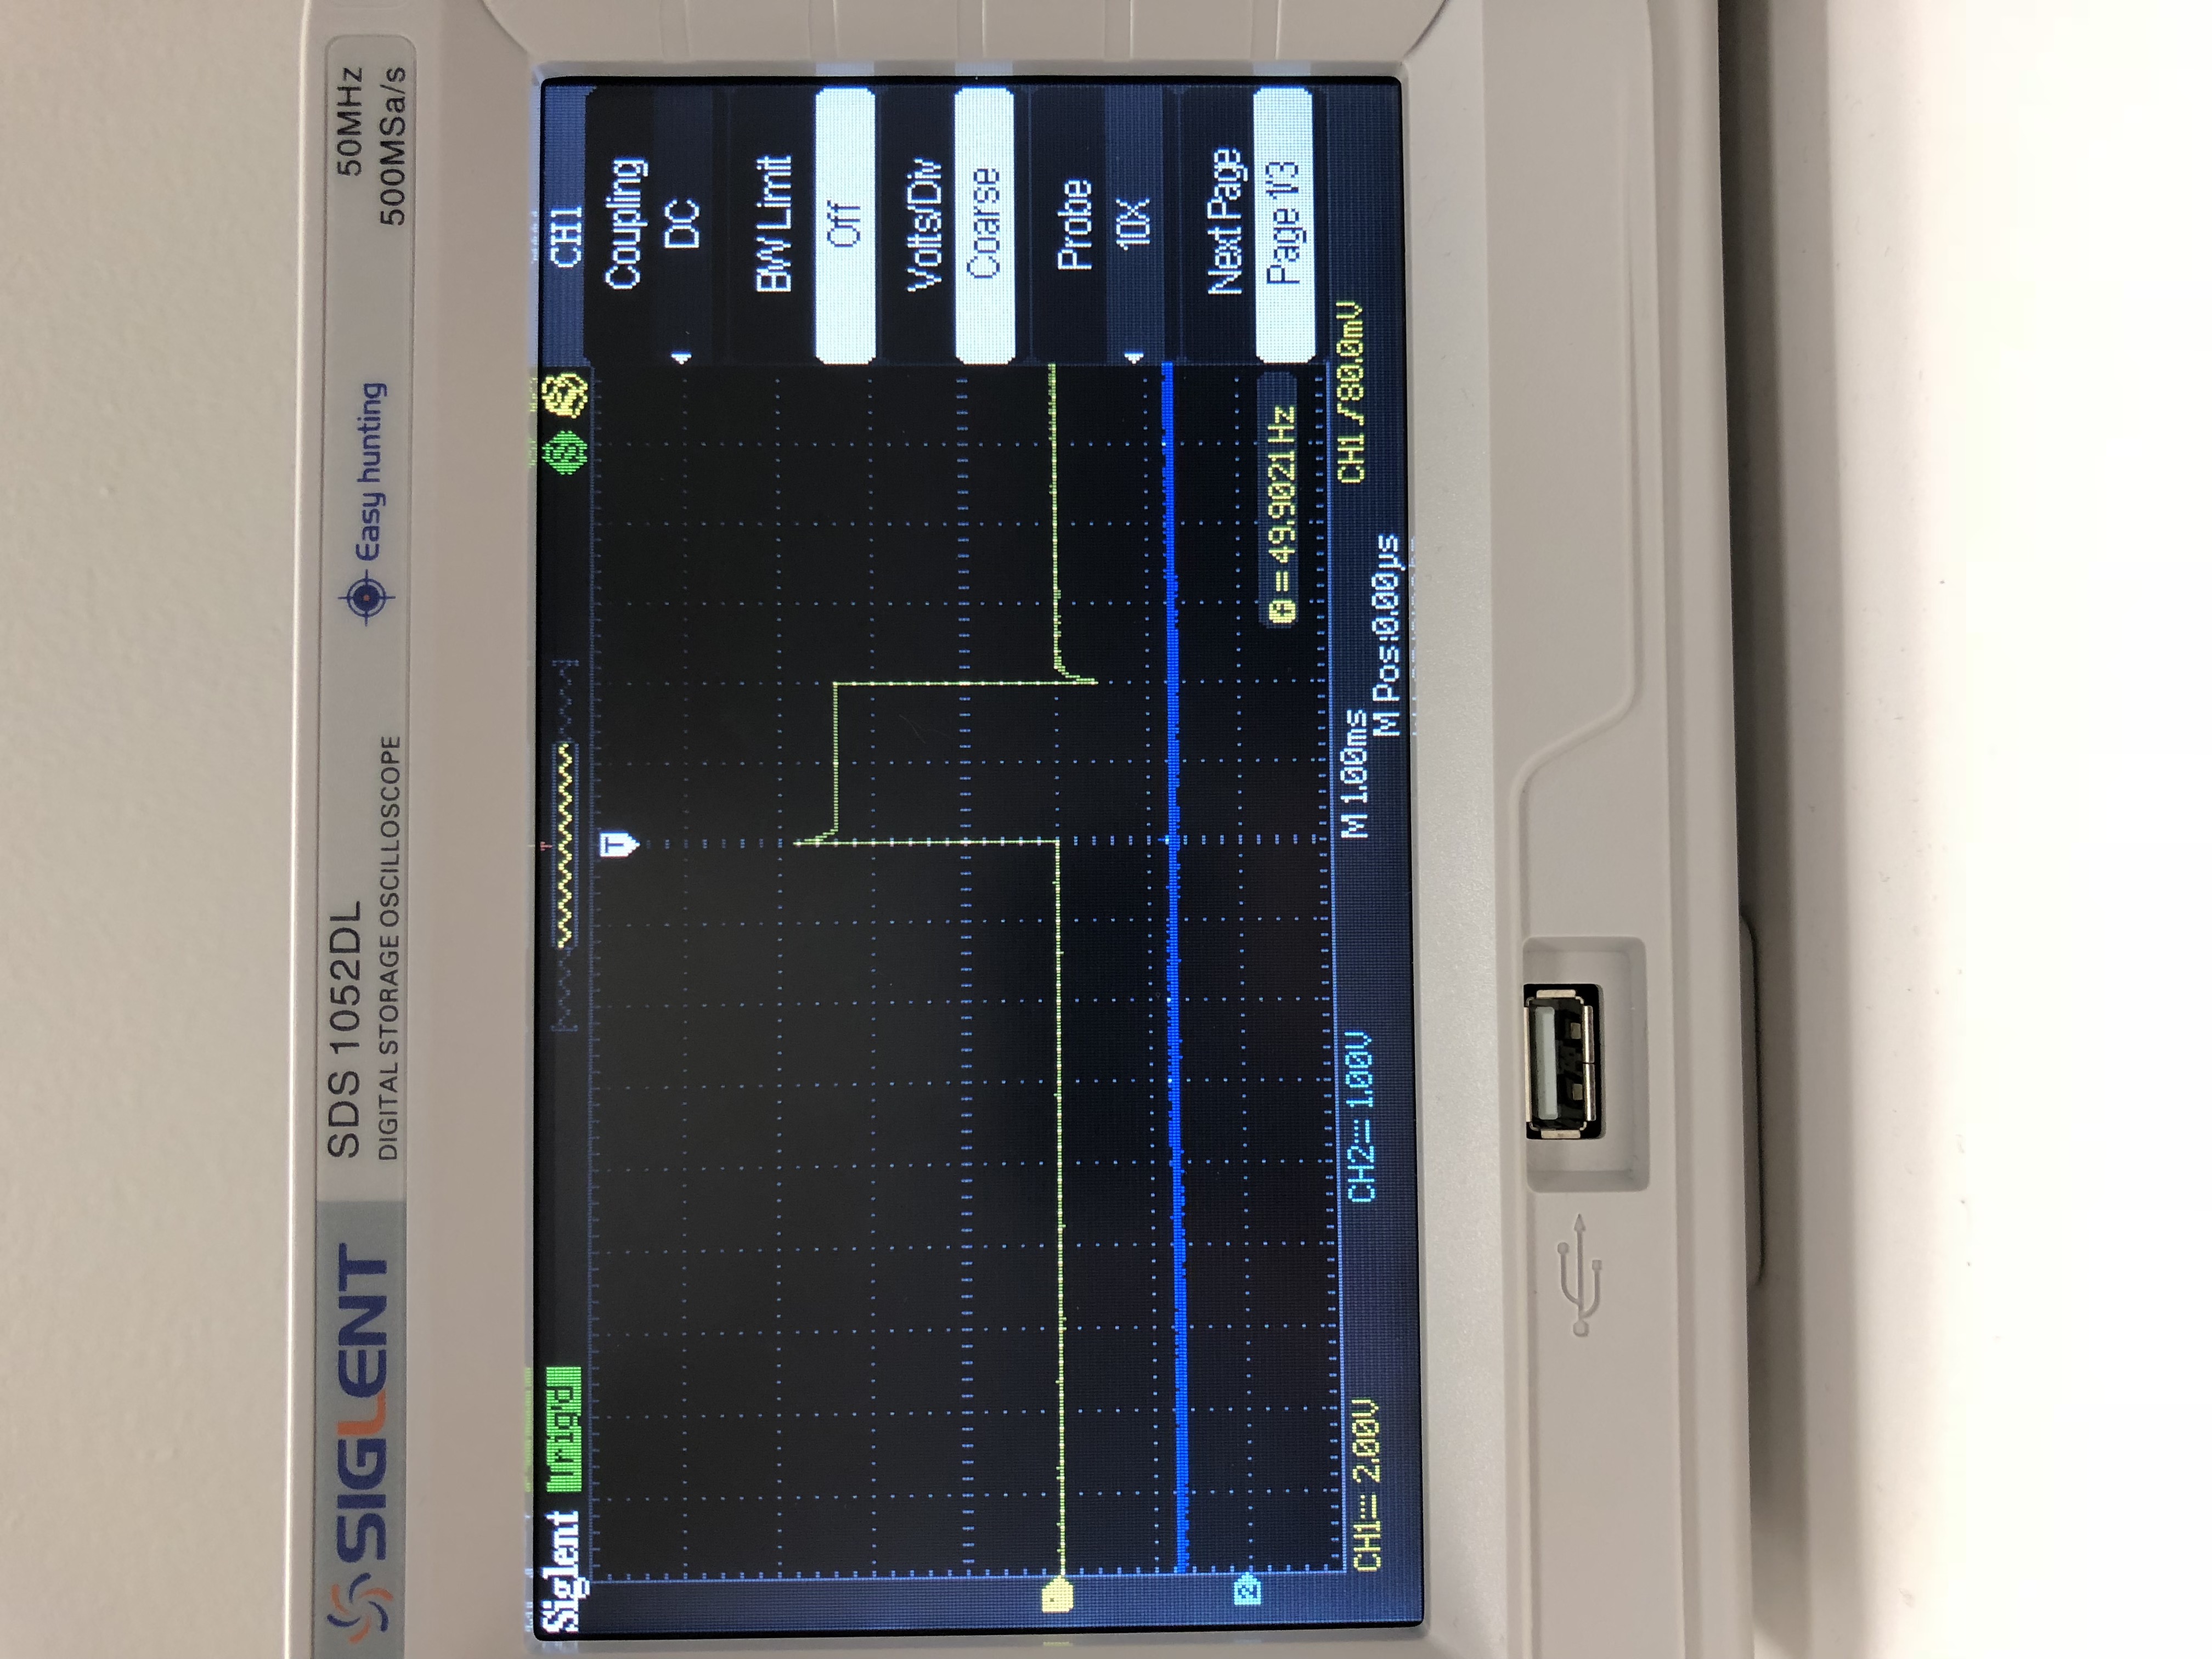 SIGLENT
SDS 1052DL
DIGITAL STORAGE OSCILLOSCOPE
Easy hunting
50MHz
500MSa/s
Siglent
Trig'd
T
T
S
CH1
Coupling
DC
BW Limit
Off
Volts/Div
Coarse
Probe
10X
Next Page
Page 1/3
2
= 49.9021Hz
CH1 2.00V
CH2 1.00V
M 1.00ms
M Pos:0.00µs
CH1 80.0mV